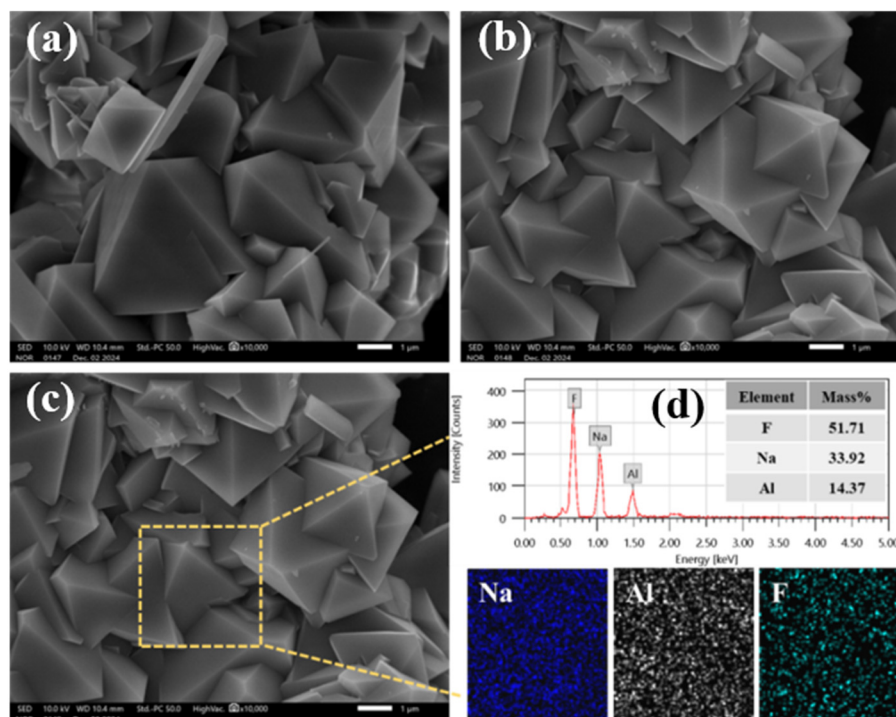 (a)
SED 10.0 kV WD 10.4 mm Std.-PC 50.0 HighVac. x10,000 1 µm
NOR 0147 Dec. 02 2024
(b)
SED 10.0 kV WD 10.4 mm Std.-PC 50.0 HighVac. x10,000 1 µm
NOR 0148 Dec. 02 2024
(c)
SED 10.0 kV WD 10.4 mm Std.-PC 50.0 HighVac. x10,000 1 µm
(d)
Intensity [Counts]
400
300
200
100
0
F
Na
Al
0.00 0.50 1.00 1.50 2.00 2.50 3.00 3.50 4.00 4.50 5.00
Energy [keV]
Element Mass%
F 51.71
Na 33.92
Al 14.37
Na
Al
F